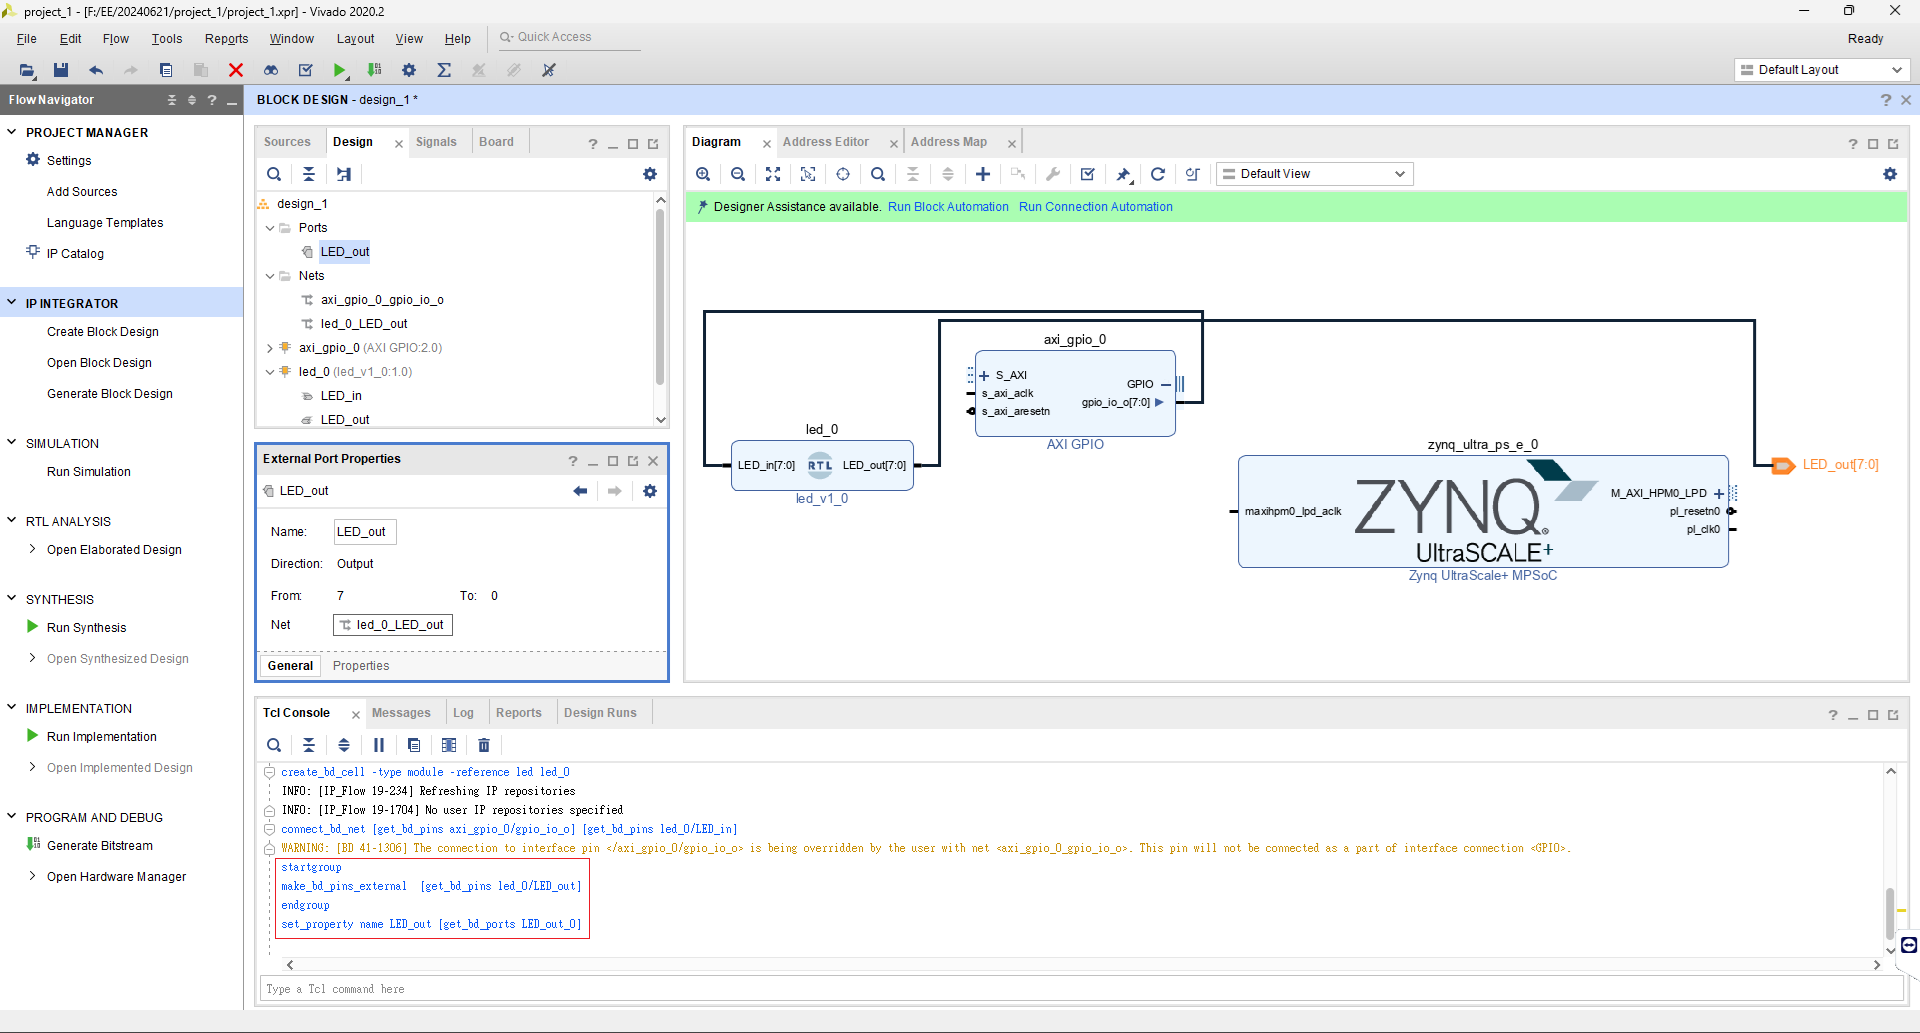 project_1 - [F:/EE/20240621/project_1/project_1.xpr] - Vivado 2020.2
File Edit Flow Tools Reports Window Layout View Help
Quick Access
Ready
Default Layout
Flow Navigator
PROJECT MANAGER
Settings
Add Sources
Language Templates
IP Catalog
IP INTEGRATOR
Create Block Design
Open Block Design
Generate Block Design
SIMULATION
Run Simulation
RTL ANALYSIS
Open Elaborated Design
SYNTHESIS
Run Synthesis
Open Synthesized Design
IMPLEMENTATION
Run Implementation
Open Implemented Design
PROGRAM AND DEBUG
Generate Bitstream
Open Hardware Manager
BLOCK DESIGN - design_1 *
Sources Design Signals Board
design_1
Ports
LED_out
Nets
axi_gpio_0_gpio_io_o
led_0_LED_out
axi_gpio_0 (AXI GPIO:2.0)
led_0 (led_v1_0:1.0)
LED_in
LED_out
External Port Properties
LED_out
Name: LED_out
Direction: Output
From: 7 To: 0
Net led_0_LED_out
General Properties
Diagram Address Editor Address Map
Default View
Designer Assistance available. Run Block Automation Run Connection Automation
axi_gpio_0
S_AXI
s_axi_aclk
s_axi_aresetn
GPIO
gpio_io_o[7:0]
AXI GPIO
led_0
LED_in[7:0] RTL LED_out[7:0]
led_v1_0
zynq_ultra_ps_e_0
maxihpm0_lpd_aclk
ZYNQ
UltraSCALE+
M_AXI_HPM0_LPD
pl_resetn0
pl_clk0
Zynq UltraScale+ MPSoC
LED_out[7:0]
Tcl Console Messages Log Reports Design Runs
create_bd_cell -type module -reference led led_0
INFO: [IP_Flow 19-234] Refreshing IP repositories
INFO: [IP_Flow 19-1704] No user IP repositories specified
connect_bd_net [get_bd_pins axi_gpio_0/gpio_io_o] [get_bd_pins led_0/LED_in]
WARNING: [BD 41-1306] The connection to interface pin </axi_gpio_0/gpio_io_o> is being overridden by the user with net <axi_gpio_0_gpio_io_o>. This pin will not be connected as a part of interface connection <GPIO>.
startgroup
make_bd_pins_external  [get_bd_pins led_0/LED_out]
endgroup
set_property name LED_out [get_bd_ports LED_out_0]
Type a Tcl command here